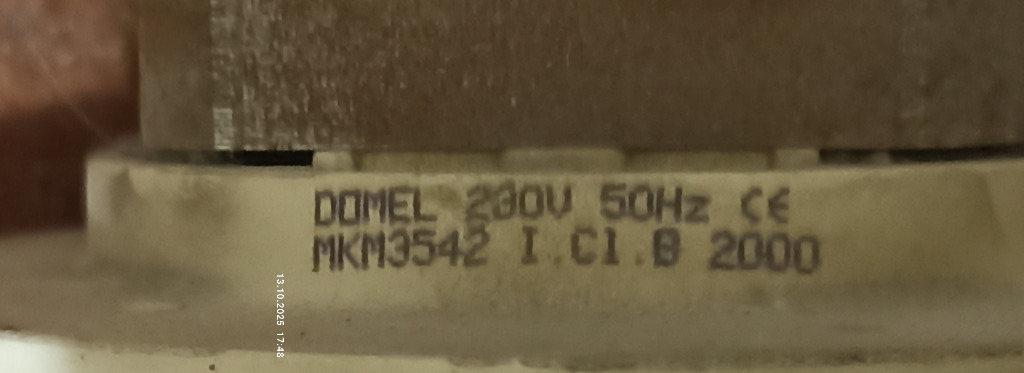 DOMEL 230V 50Hz CE
MKM3542 I.Cl.B 2000
13.10.2025 17:48